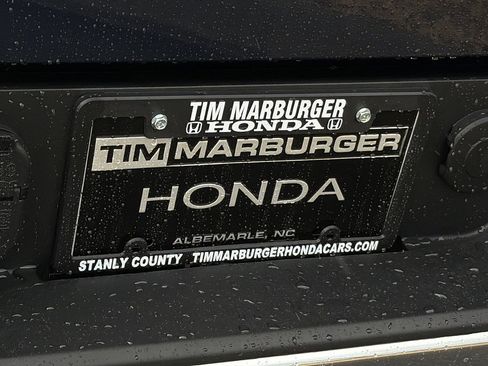 TIM MARBURGER
HONDA
TIM MARBURGER
HONDA
ALBEMARLE, NC
STANLY COUNTY TIMMARBURGERHONDACARS.COM